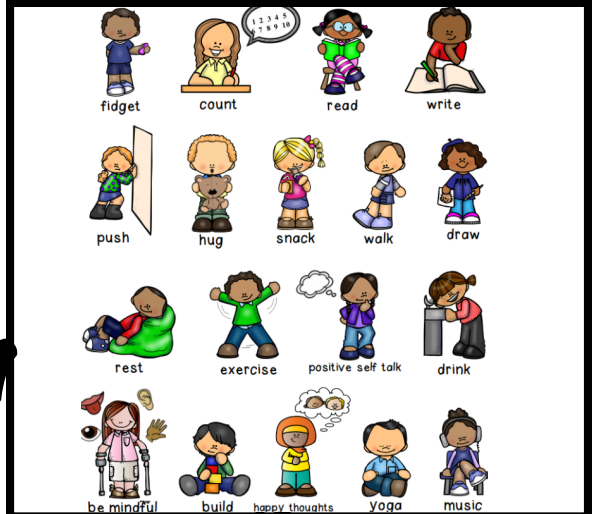 1 2 3 4 5
6 7 8 9 10
fidget
count
read
write
push
hug
snack
walk
draw
rest
exercise
positive self talk
drink
be mindful
build
happy thoughts
yoga
music